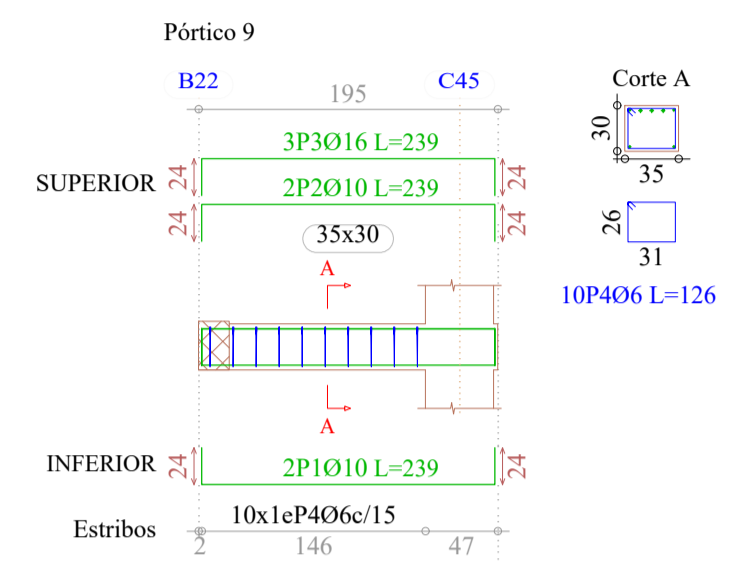 Pórtico 9
B22
C45
195
Corte A
3P3Ø16 L=239
24
24
SUPERIOR
2P2Ø10 L=239
24
24
30
35
35x30
26
31
A
10P4Ø6 L=126
A
INFERIOR
24
2P1Ø10 L=239
24
Estribos
10x1eP4Ø6c/15
2
146
47